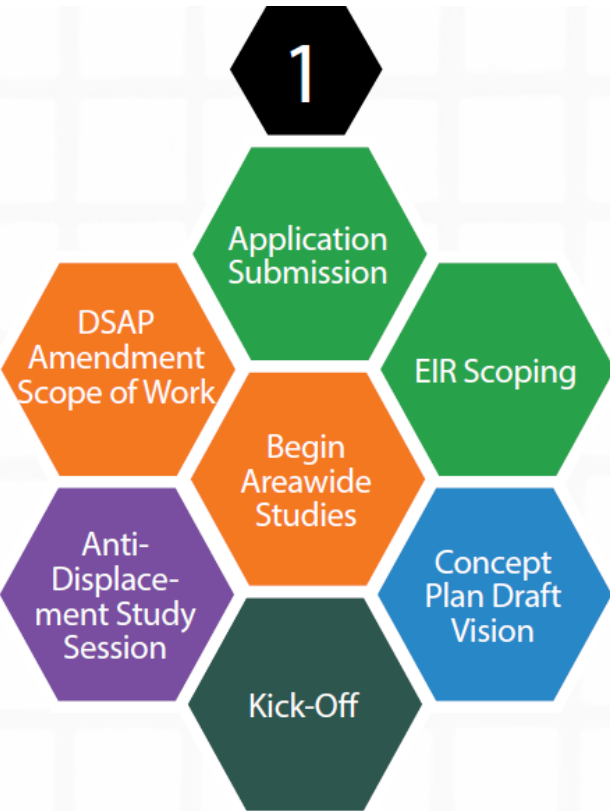 1
Application
Submission
DSAP
Amendment
Scope of Work
EIR Scoping
Begin
Areawide
Studies
Anti-
Displace-
ment Study
Session
Concept
Plan Draft
Vision
Kick-Off